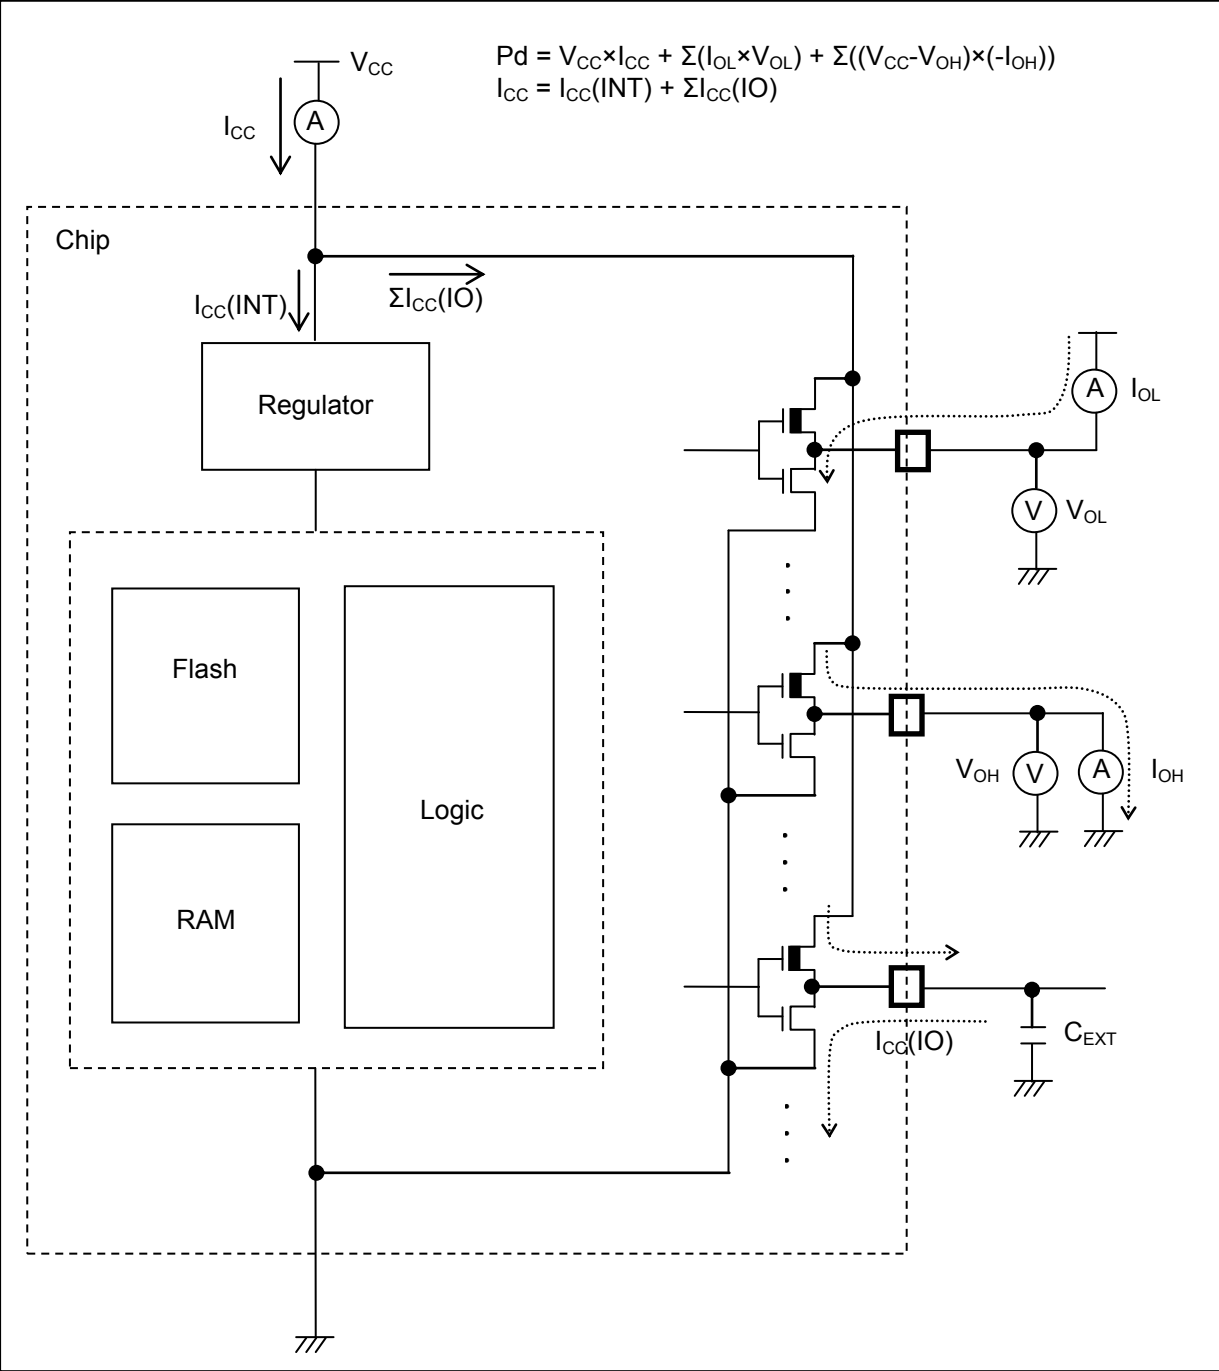 Pd = V_CC×I_CC + Σ(I_OL×V_OL) + Σ((V_CC-V_OH)×(-I_OH))
I_CC = I_CC(INT) + ΣI_CC(IO)
V_CC
I_CC
A
Chip
I_CC(INT)
ΣI_CC(IO)
Regulator
A
I_OL
V
V_OL
Flash
Logic
RAM
V_OH
V
A
I_OH
I_CC(IO)
C_EXT